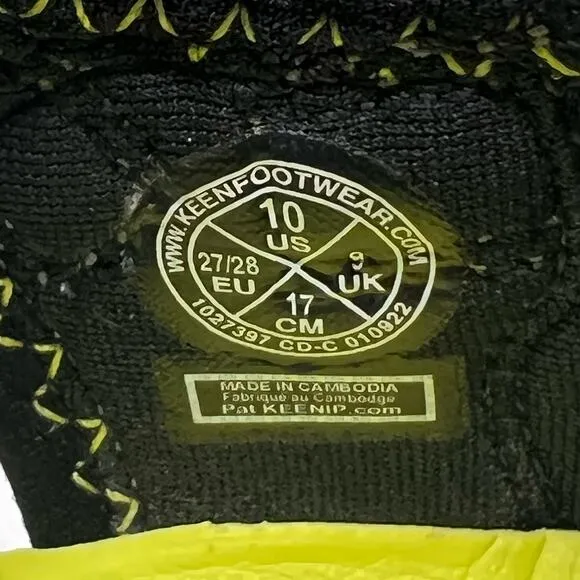 WWW.KEENFOOTWEAR.COM
10
US
27/28
EU
9
UK
17
CM
1027397 CD-C 010922
MADE IN CAMBODIA
Fabriqué au Cambodge
Pat KEENIP.com